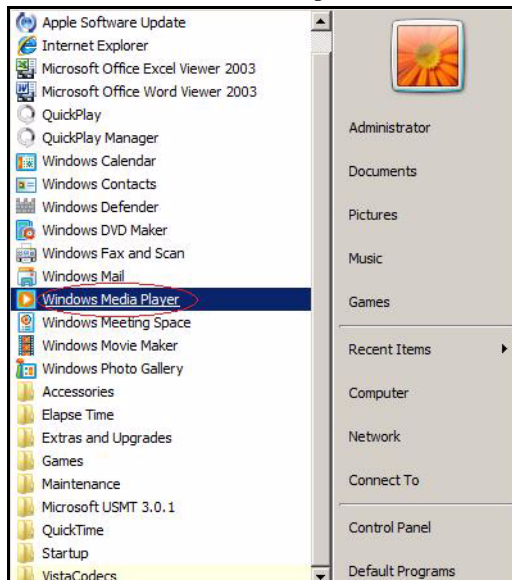 Apple Software Update
Internet Explorer
Microsoft Office Excel Viewer 2003
Microsoft Office Word Viewer 2003
QuickPlay
QuickPlay Manager
Windows Calendar
Windows Contacts
Windows Defender
Windows DVD Maker
Windows Fax and Scan
Windows Mail
Windows Media Player
Windows Meeting Space
Windows Movie Maker
Windows Photo Gallery
Accessories
Elapse Time
Extras and Upgrades
Games
Maintenance
Microsoft USMT 3.0.1
QuickTime
Startup
VistaCodecs
Administrator
Documents
Pictures
Music
Games
Recent Items
Computer
Network
Connect To
Control Panel
Default Programs